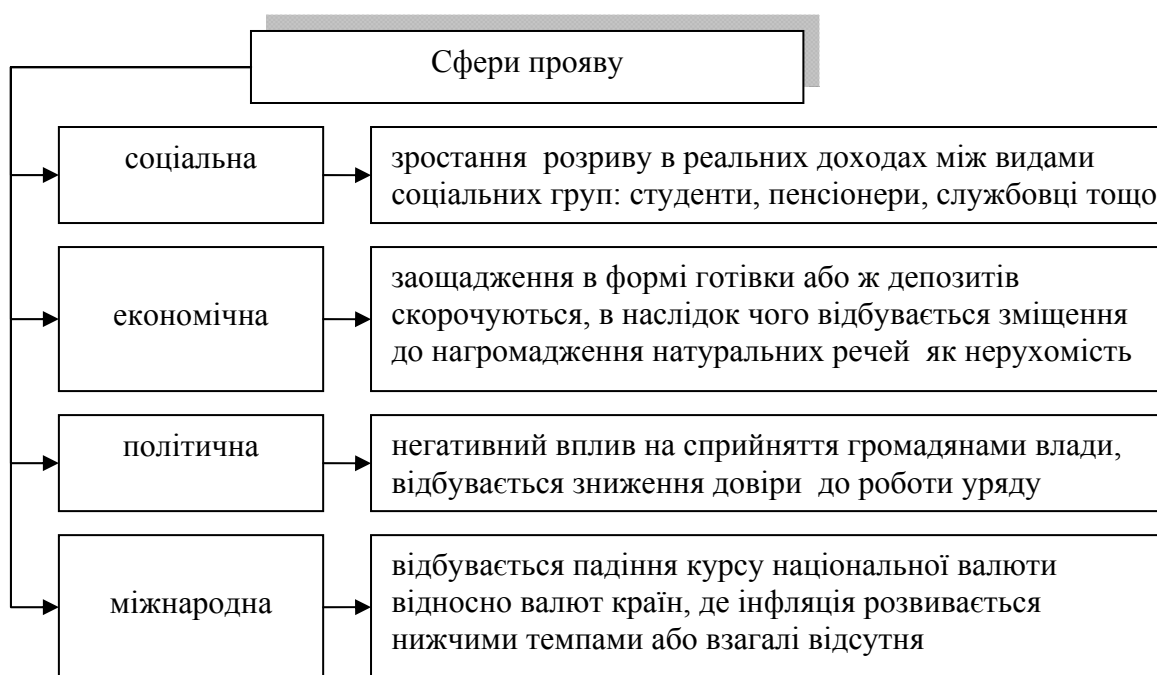 Сфери прояву
соціальна
зростання розриву в реальних доходах між видами
соціальних груп: студенти, пенсіонери, службовці тощо
економічна
заощадження в формі готівки або ж депозитів
скорочуються, в наслідок чого відбувається зміщення
до нагромадження натуральних речей як нерухомість
політична
негативний вплив на сприйняття громадянами влади,
відбувається зниження довіри до роботи уряду
міжнародна
відбувається падіння курсу національної валюти
відносно валют країн, де інфляція розвивається
нижчими темпами або взагалі відсутня